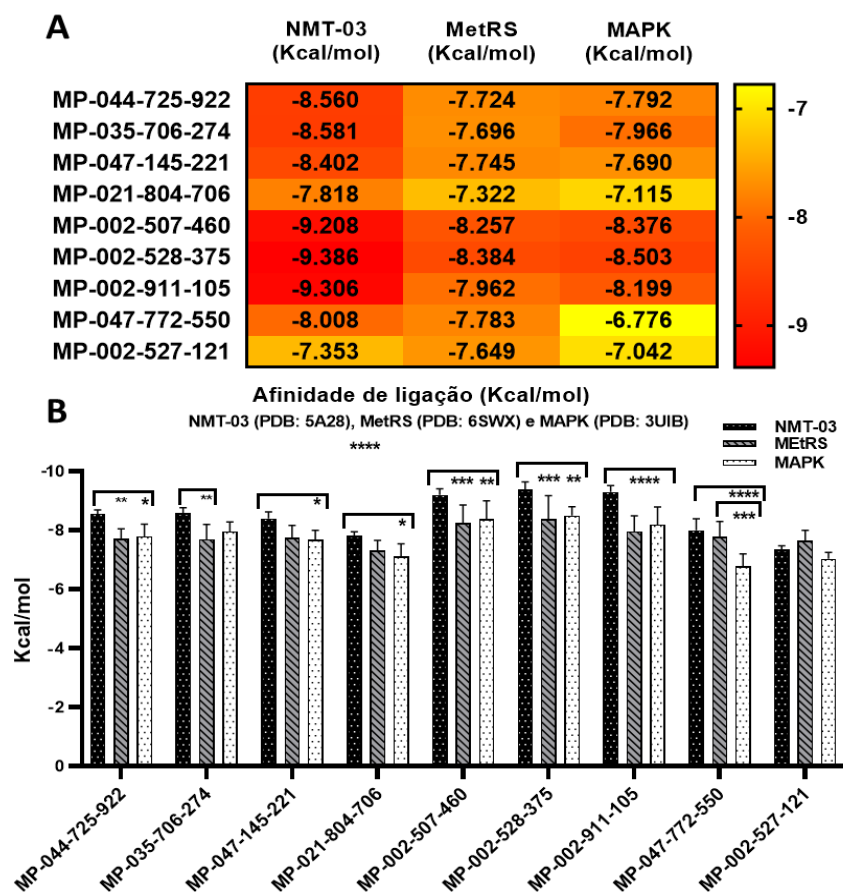 A
NMT-03 (Kcal/mol) MetRS (Kcal/mol) MAPK (Kcal/mol)
MP-044-725-922 -8.560 -7.724 -7.792
MP-035-706-274 -8.581 -7.696 -7.966
MP-047-145-221 -8.402 -7.745 -7.690
MP-021-804-706 -7.818 -7.322 -7.115
MP-002-507-460 -9.208 -8.257 -8.376
MP-002-528-375 -9.386 -8.384 -8.503
MP-002-911-105 -9.306 -7.962 -8.199
MP-047-772-550 -8.008 -7.783 -6.776
MP-002-527-121 -7.353 -7.649 -7.042
-7
-8
-9
B
Afinidade de ligação (Kcal/mol)
NMT-03 (PDB: 5A28), MetRS (PDB: 6SWX) e MAPK (PDB: 3UIB)
****
NMT-03
MEtRS
MAPK
** *
**
*
*
*** **
*** **
****
****
***
Kcal/mol
-10
-8
-6
-4
-2
0
MP-044-725-922
MP-035-706-274
MP-047-145-221
MP-021-804-706
MP-002-507-460
MP-002-528-375
MP-002-911-105
MP-047-772-550
MP-002-527-121